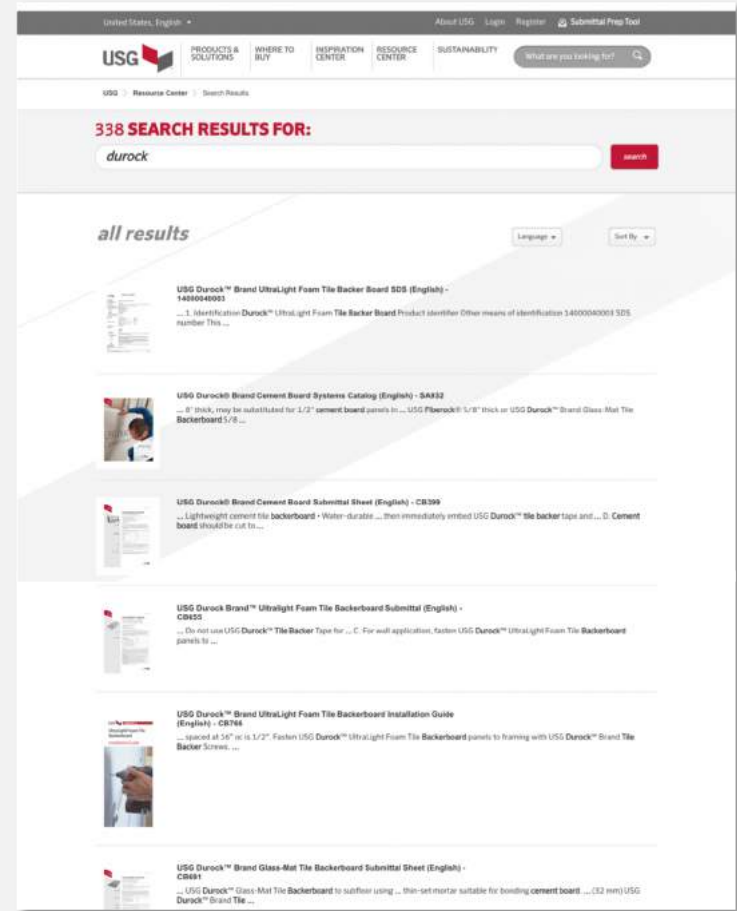 United States, English
About USG Login Register Submittal Prep Tool
USG
PRODUCTS & SOLUTIONS
WHERE TO BUY
INSPIRATION CENTER
RESOURCE CENTER
SUSTAINABILITY
What are you looking for?
USG > Resource Center > Search Results
338 SEARCH RESULTS FOR:
durock
search
all results
Language
Sort By
USG Durock™ Brand UltraLight Foam Tile Backer Board SDS (English) -
14000040003
... 1. Identification Durock™ UltraLight Foam Tile Backer Board Product identifier Other means of identification 14000040003 SDS
number This ...
USG Durock® Brand Cement Board Systems Catalog (English) - SA932
... 8" thick, may be substituted for 1/2" cement board panels in ... USG Fiberock® 5/8" thick or USG Durock™ Brand Glass-Mat Tile
Backerboard 5/8 ...
USG Durock® Brand Cement Board Submittal Sheet (English) - CB399
... Lightweight cement tile backerboard • Water-durable ... then immediately embed USG Durock™ tile backer tape and ... D. Cement
board should be cut to ...
USG Durock Brand™ Ultralight Foam Tile Backerboard Submittal (English) -
CB655
... Do not use USG Durock™ Tile Backer Tape for ... C. For wall application, fasten USG Durock™ UltraLight Foam Tile Backerboard
panels to ...
USG Durock™ Brand UltraLight Foam Tile Backerboard Installation Guide
(English) - CB766
... spaced at 16" oc is 1/2". Fasten USG Durock™ UltraLight Foam Tile Backerboard panels to framing with USG Durock™ Brand Tile
Backer Screws. ...
USG Durock™ Brand Glass-Mat Tile Backerboard Submittal Sheet (English) -
CB691
... USG Durock™ Glass-Mat Tile Backerboard to subfloor using ... thin-set mortar suitable for bonding cement board ... (32 mm) USG
Durock™ Brand Tile ...